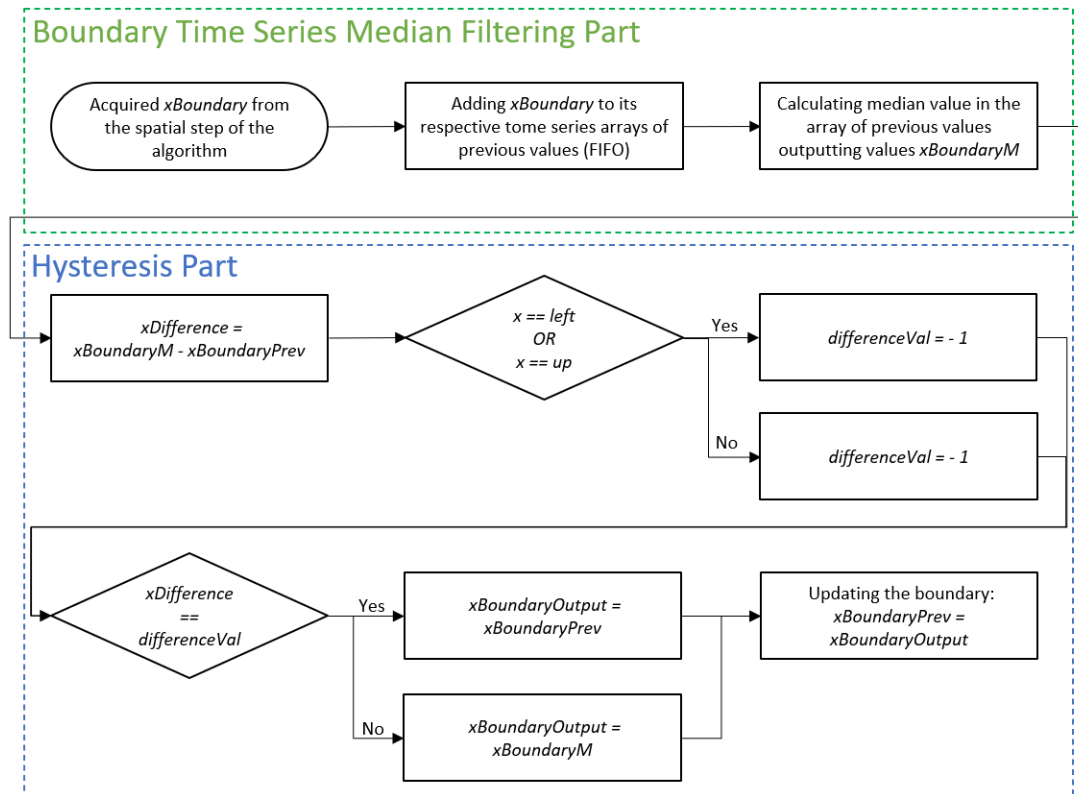 Boundary Time Series Median Filtering Part
Acquired xBoundary from
the spatial step of the
algorithm
Adding xBoundary to its
respective tome series arrays of
previous values (FIFO)
Calculating median value in the
array of previous values
outputting values xBoundaryM
Hysteresis Part
xDifference =
xBoundaryM - xBoundaryPrev
x == left
OR
x == up
Yes
differenceVal = - 1
No
differenceVal = - 1
xDifference
==
differenceVal
Yes
xBoundaryOutput =
xBoundaryPrev
No
xBoundaryOutput =
xBoundaryM
Updating the boundary:
xBoundaryPrev =
xBoundaryOutput